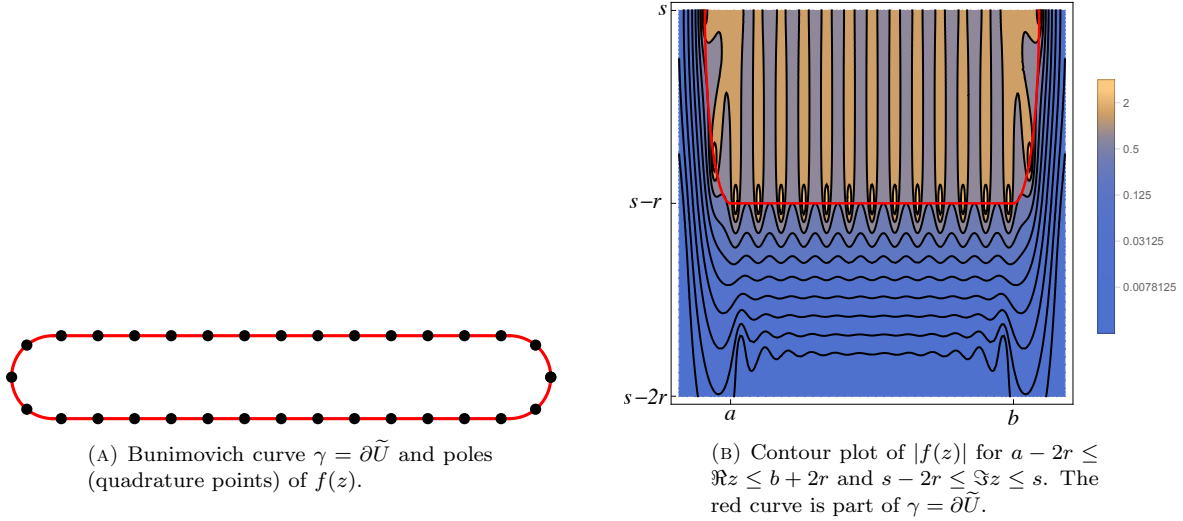 s
s−r
s−2r
a
b
2
0.5
0.125
0.03125
0.0078125
(A) Bunimovich curve γ = ∂Ũ and poles
(quadrature points) of f(z).
(B) Contour plot of |f(z)| for a − 2r ≤
ℜz ≤ b + 2r and s − 2r ≤ ℑz ≤ s. The
red curve is part of γ = ∂Ũ.